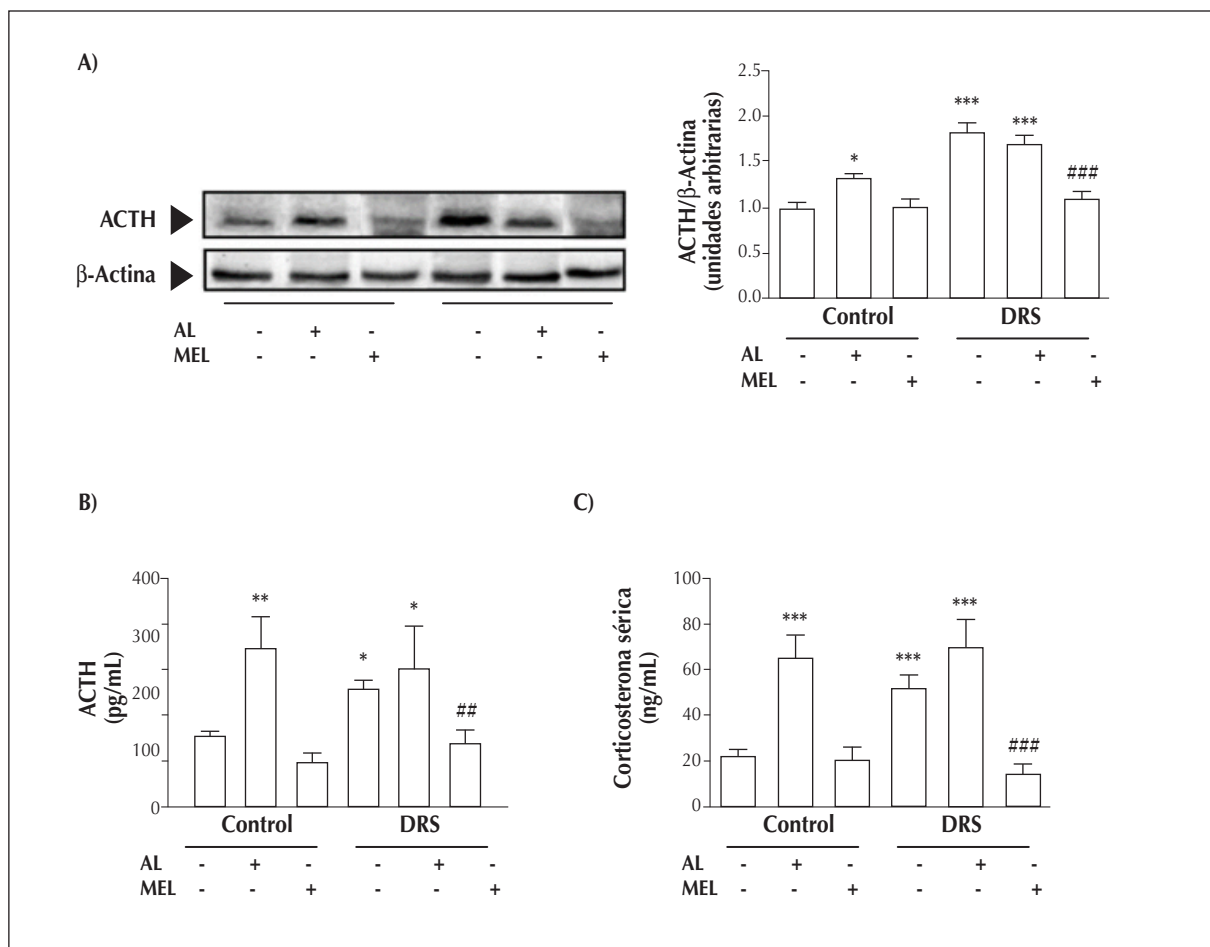 A)
ACTH
β-Actina
AL - + - - + -
MEL - - + - - +
ACTH/β-Actina
(unidades arbitrarias)
2.5
2.0
1.5
1.0
0.5
0.0
*
***
***
###
Control DRS
AL - + - - + -
MEL - - + - - +
B)
ACTH
(pg/mL)
400
300
200
100
0
**
*
*
##
Control DRS
AL - + - - + -
MEL - - + - - +
C)
Corticosterona sérica
(ng/mL)
100
80
60
40
20
0
***
***
***
###
Control DRS
AL - + - - + -
MEL - - + - - +